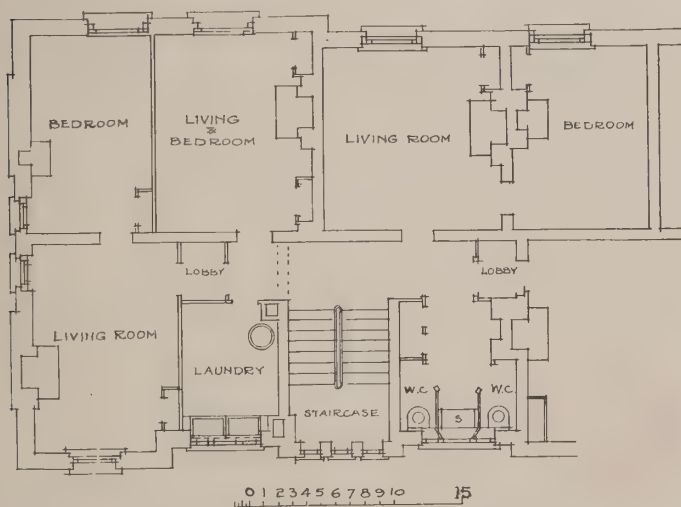 BEDROOM
LIVING
&
BEDROOM
LIVING ROOM
BEDROOM
LOBBY
LOBBY
LIVING ROOM
LAUNDRY
STAIRCASE
W.C
S
W.C.
0 1 2 3 4 5 6 7 8 9 10 15